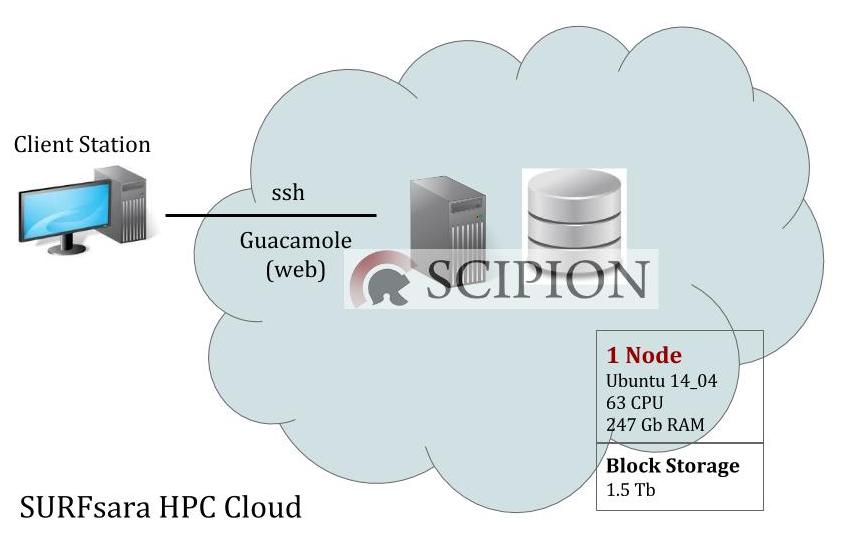 Client Station
ssh
Guacamole
(web)
SCIPION
1 Node
Ubuntu 14_04
63 CPU
247 Gb RAM
Block Storage
1.5 Tb
SURFsara HPC Cloud